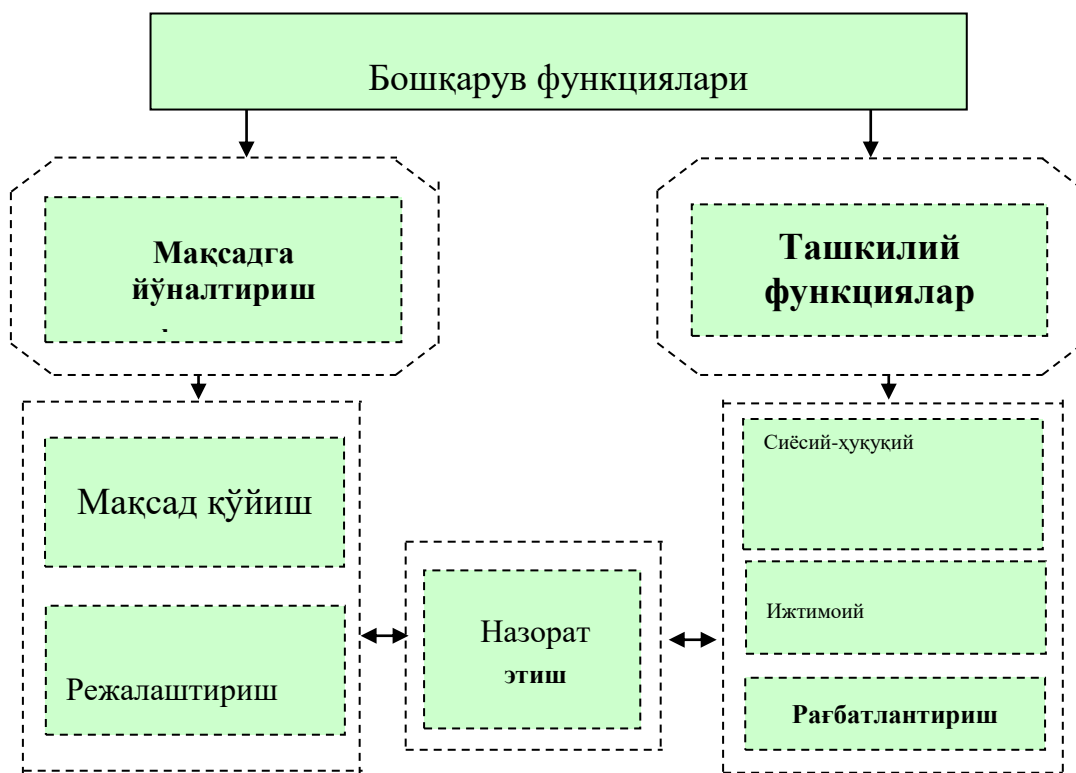 Бошқарув функциялари
Мақсадга
йўналтириш
Ташкилий
функциялар
Мақсад қўйиш
Режалаштириш
Назорат
этиш
Сиёсий-ҳуқуқий
Ижтимоий
Рағбатлантириш